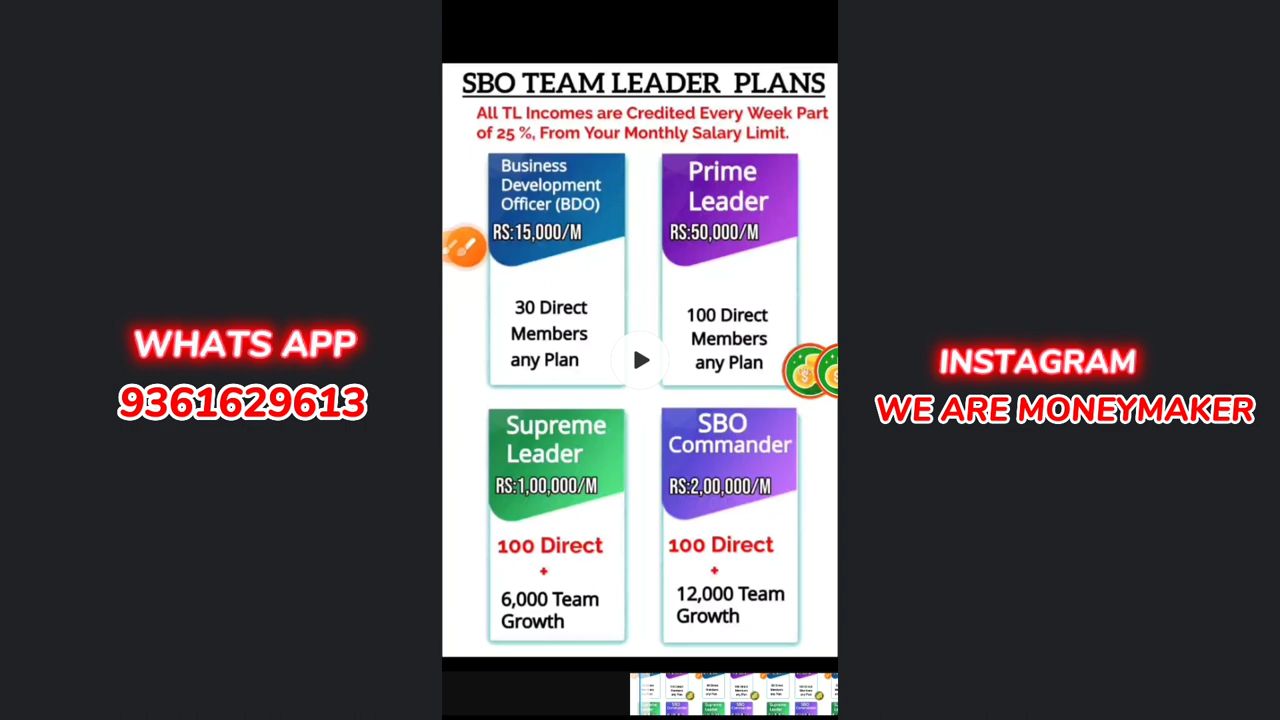 SBO TEAM LEADER PLANS
All TL Incomes are Credited Every Week Part
of 25 %, From Your Monthly Salary Limit.
Business
Development
Officer (BDO)
RS:15,000/M
30 Direct
Members
any Plan
Prime
Leader
RS:50,000/M
100 Direct
Members
any Plan
WHATS APP
9361629613
INSTAGRAM
WE ARE MONEYMAKER
Supreme
Leader
RS:1,00,000/M
100 Direct
+
6,000 Team
Growth
SBO
Commander
RS:2,00,000/M
100 Direct
+
12,000 Team
Growth